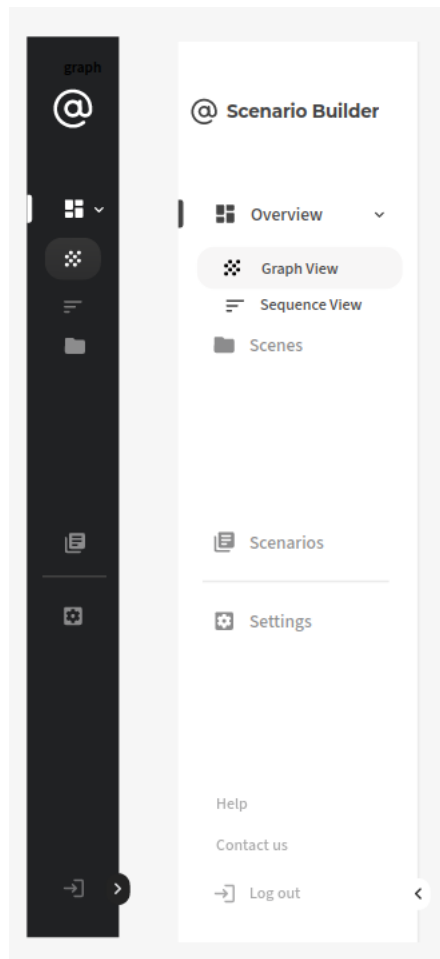 graph
@
@ Scenario Builder
Overview
Graph View
Sequence View
Scenes
Scenarios
Settings
Help
Contact us
Log out